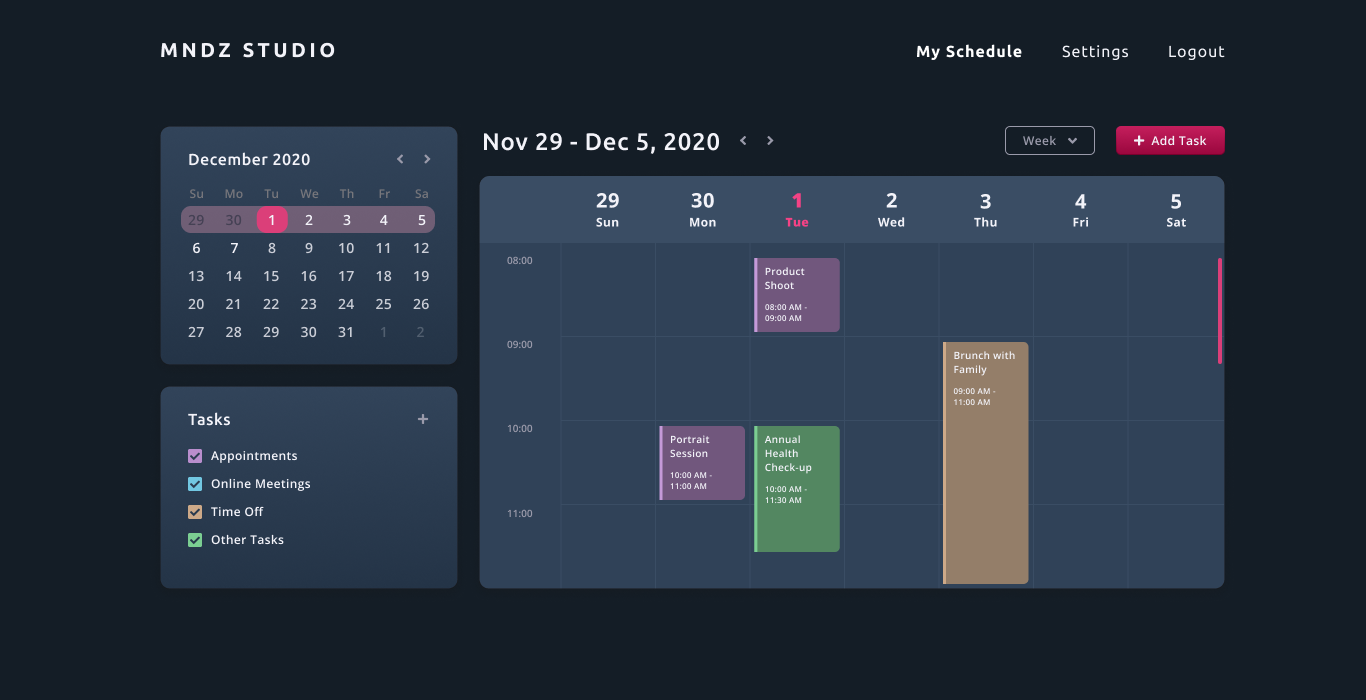 MNDZ STUDIO
My Schedule Settings Logout
December 2020
Su Mo Tu We Th Fr Sa
29 30 1 2 3 4 5
6 7 8 9 10 11 12
13 14 15 16 17 18 19
20 21 22 23 24 25 26
27 28 29 30 31 1 2
Tasks
Appointments
Online Meetings
Time Off
Other Tasks
Nov 29 - Dec 5, 2020
Week
+ Add Task
29 30 1 2 3 4 5
Sun Mon Tue Wed Thu Fri Sat
08:00
Product
Shoot
08:00 AM -
09:00 AM
09:00
Brunch with
Family
09:00 AM -
11:00 AM
10:00
Portrait
Session
10:00 AM -
11:00 AM
Annual
Health
Check-up
10:00 AM -
11:30 AM
11:00